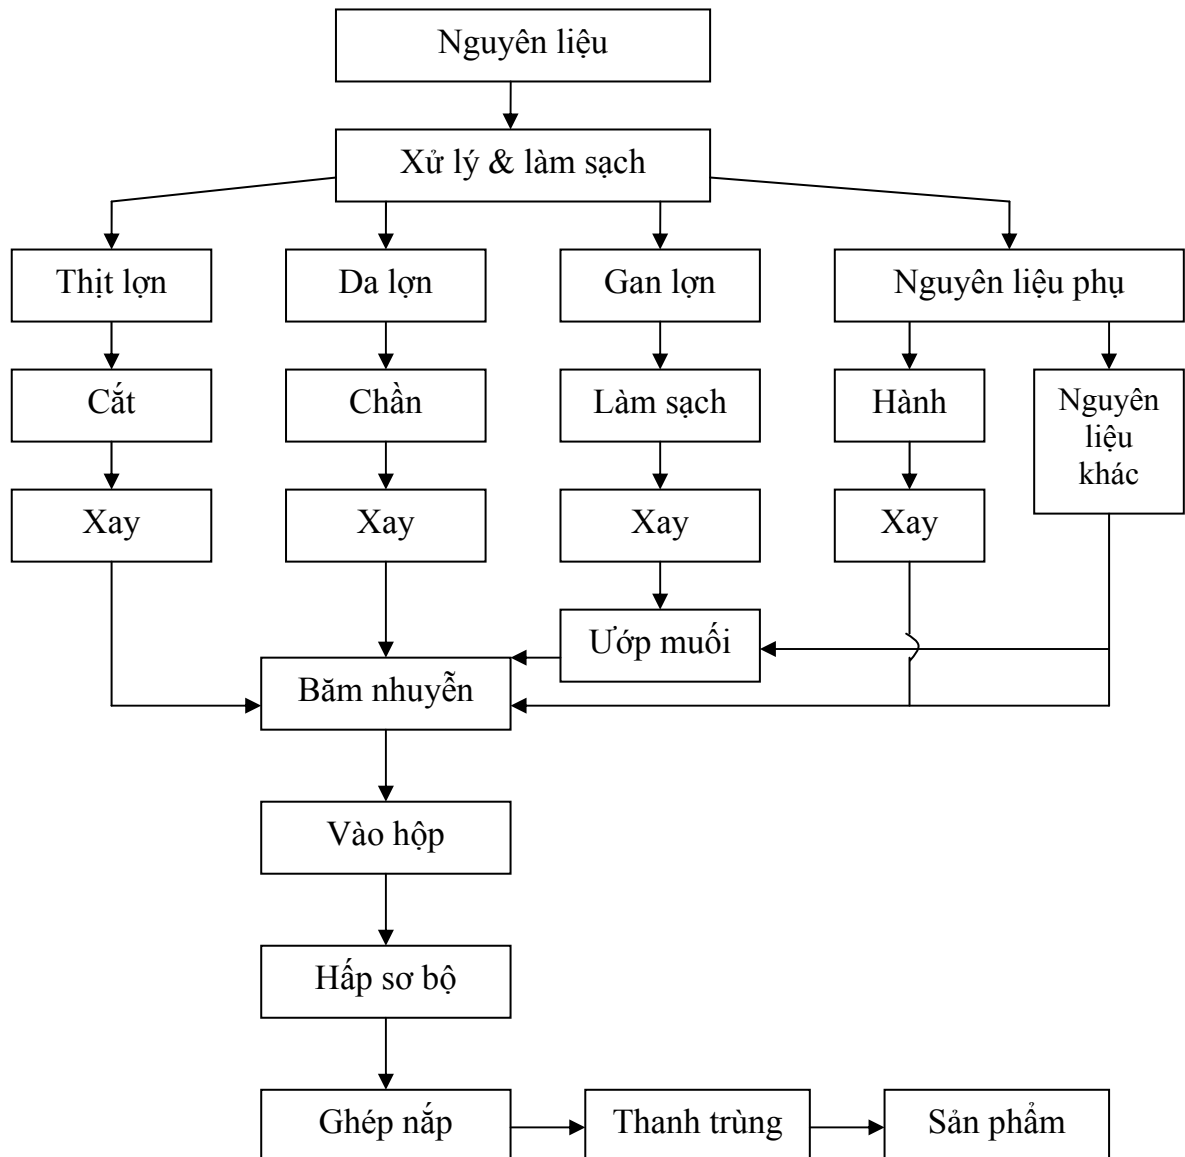 Nguyên liệu
Xử lý & làm sạch
Thịt lợn
Da lợn
Gan lợn
Nguyên liệu phụ
Cắt
Chần
Làm sạch
Hành
Nguyên
liệu
khác
Xay
Xay
Xay
Xay
Ướp muối
Băm nhuyễn
Vào hộp
Hấp sơ bộ
Ghép nắp
Thanh trùng
Sản phẩm